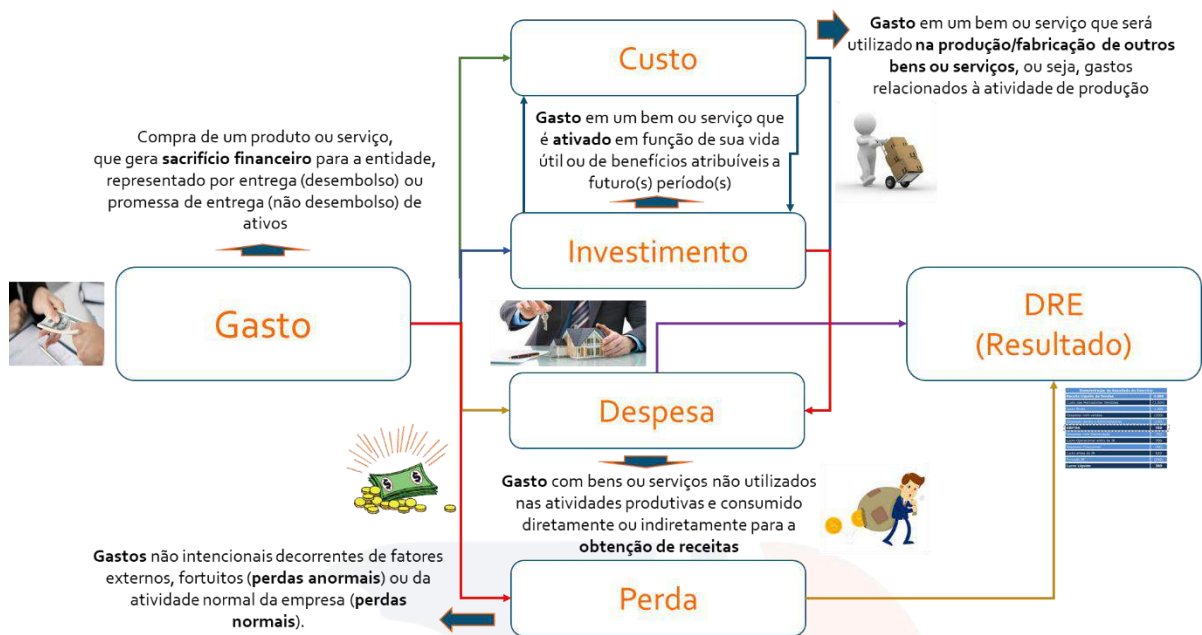 Custo
Gasto em um bem ou serviço que será
utilizado na produção/fabricação de outros
bens ou serviços, ou seja, gastos
relacionados à atividade de produção
Compra de um produto ou serviço,
que gera sacrifício financeiro para a entidade,
representado por entrega (desembolso) ou
promessa de entrega (não desembolso) de
ativos
Gasto em um bem ou serviço que
é ativado em função de sua vida
útil ou de benefícios atribuíveis a
futuro(s) período(s)
Investimento
Gasto
DRE
(Resultado)
Despesa
Gasto com bens ou serviços não utilizados
nas atividades produtivas e consumido
diretamente ou indiretamente para a
obtenção de receitas
Gastos não intencionais decorrentes de fatores
externos, fortuitos (perdas anormais) ou da
atividade normal da empresa (perdas
normais).
Perda